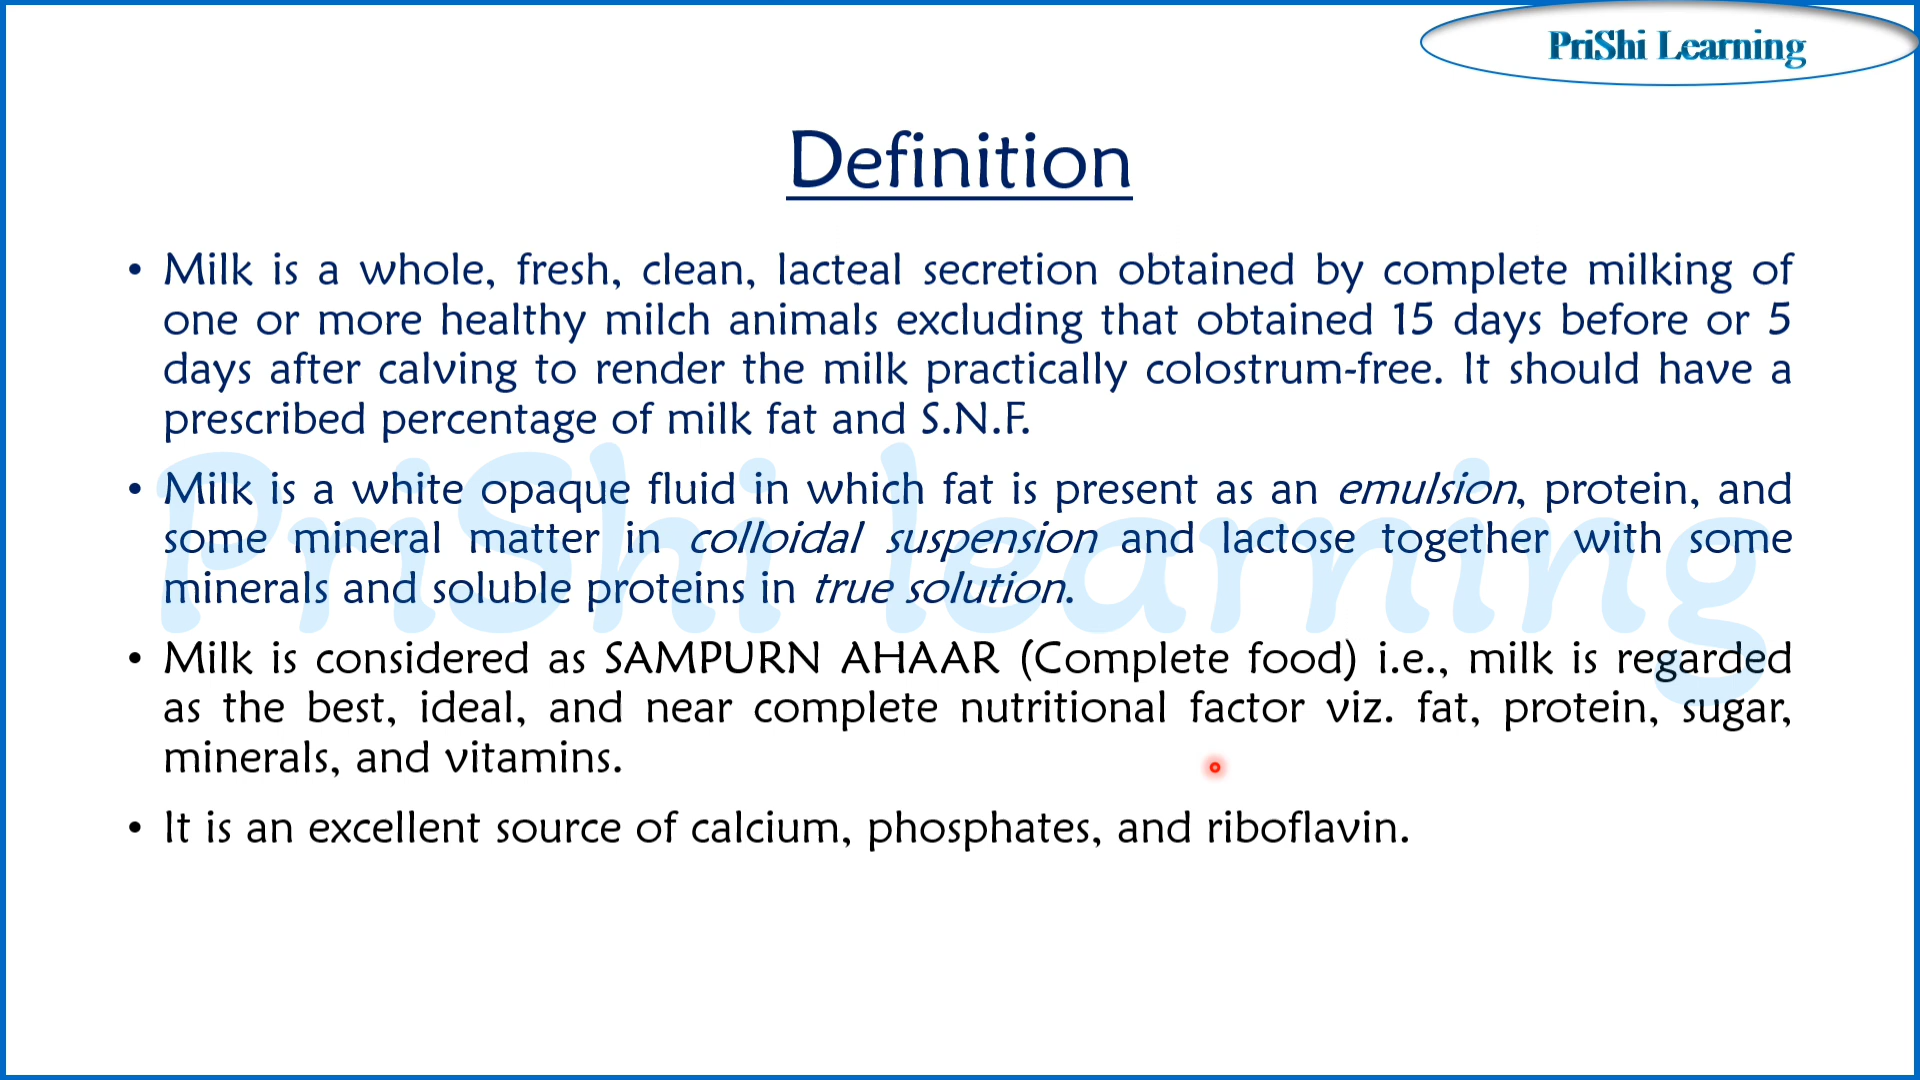 PriShi Learning
Definition
• Milk is a whole, fresh, clean, lacteal secretion obtained by complete milking of
one or more healthy milch animals excluding that obtained 15 days before or 5
days after calving to render the milk practically colostrum-free. It should have a
prescribed percentage of milk fat and S.N.F.
• Milk is a white opaque fluid in which fat is present as an emulsion, protein, and
some mineral matter in colloidal suspension and lactose together with some
minerals and soluble proteins in true solution.
• Milk is considered as SAMPURN AHAAR (Complete food) i.e., milk is regarded
as the best, ideal, and near complete nutritional factor viz. fat, protein, sugar,
minerals, and vitamins.
• It is an excellent source of calcium, phosphates, and riboflavin.
PriShi learning